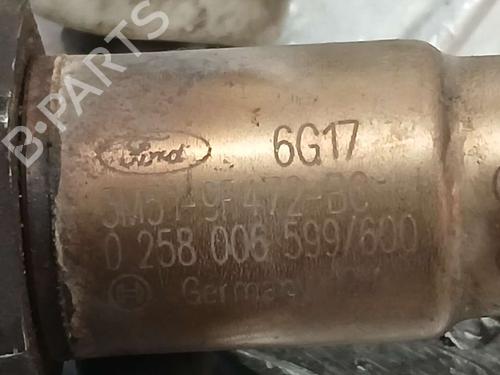 B-PARTS
Ford 6G17
3M51-9F472-BC
0 258 006 599/600
Germany